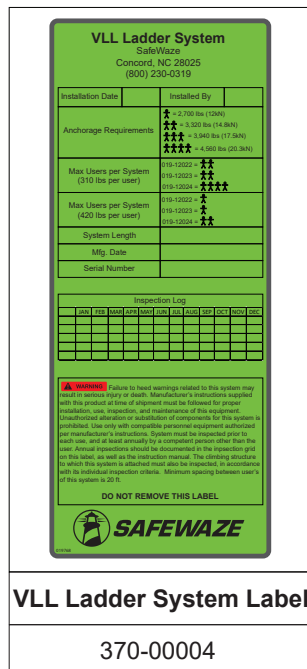 VLL Ladder System
SafeWaze
Concord, NC 28025
(800) 230-0319
Installation Date
Installed By
Anchorage Requirements
= 2,700 lbs (12kN)
= 3,320 lbs (14.8kN)
= 3,940 lbs (17.5kN)
= 4,560 lbs (20.3kN)
Max Users per System
(310 lbs per user)
019-12022 =
019-12023 =
019-12024 =
Max Users per System
(420 lbs per user)
019-12022 =
019-12023 =
019-12024 =
System Length
Mfg. Date
Serial Number
Inspection Log
JAN FEB MAR APR MAY JUN JUL AUG SEP OCT NOV DEC
WARNING Failure to heed warnings related to this system may
result in serious injury or death. Manufacturer's instructions supplied
with this product at time of shipment must be followed for proper
installation, use, inspection, and maintenance of this equipment.
Unauthorized alteration or substitution of components for this system is
prohibited. Use only with compatible personnel equipment authorized
per manufacturer's instructions. System must be inspected prior to
each use, and at least annually by a competent person other than the
user. Annual inspections should be documented in the inspection grid
on this label, as well as the instruction manual. The climbing structure
to which this system is attached must also be inspected, in accordance
with its individual inspection criteria. Minimum spacing between user's
of this system is 20 ft.
DO NOT REMOVE THIS LABEL
SAFEWAZE
VLL Ladder System Label
370-00004